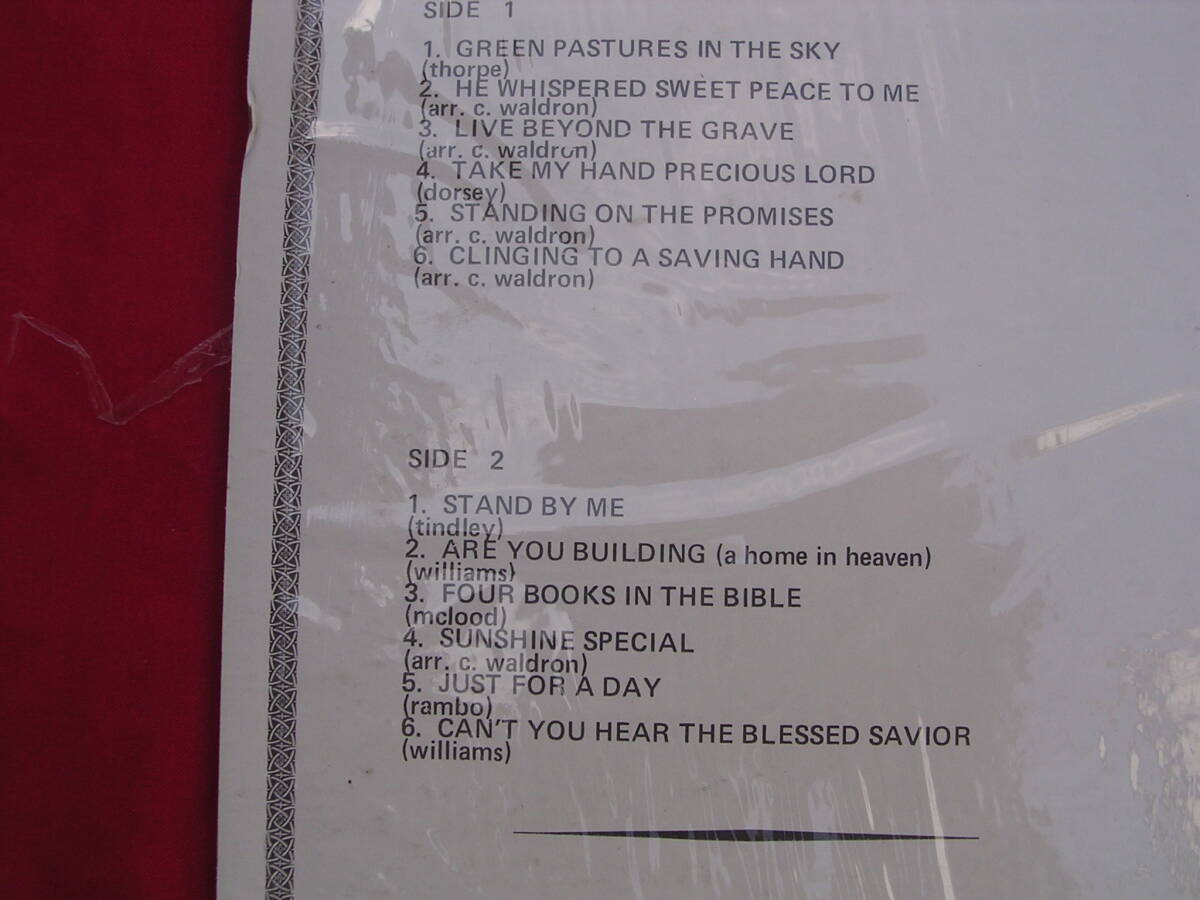 SIDE 1
1. GREEN PASTURES IN THE SKY
(thorpe)
2. HE WHISPERED SWEET PEACE TO ME
(arr. c. waldron)
3. LIVE BEYOND THE GRAVE
(arr. c. waldron)
4. TAKE MY HAND PRECIOUS LORD
(dorsey)
5. STANDING ON THE PROMISES
(arr. c. waldron)
6. CLINGING TO A SAVING HAND
(arr. c. waldron)
SIDE 2
1. STAND BY ME
(tindley)
2. ARE YOU BUILDING (a home in heaven)
(williams)
3. FOUR BOOKS IN THE BIBLE
(mclood)
4. SUNSHINE SPECIAL
(arr. c. waldron)
5. JUST FOR A DAY
(rambo)
6. CAN'T YOU HEAR THE BLESSED SAVIOR
(williams)